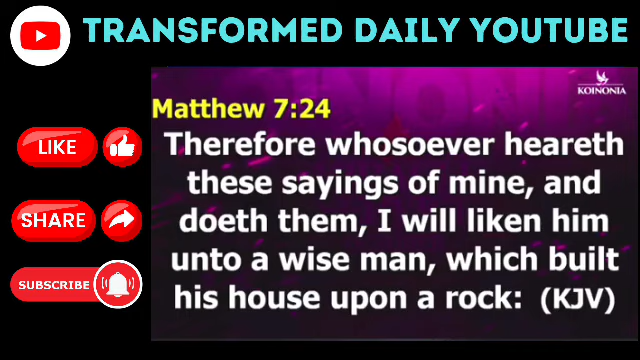 TRANSFORMED DAILY YOUTUBE
KOINONIA
Matthew 7:24
Therefore whosoever heareth
these sayings of mine, and
doeth them, I will liken him
unto a wise man, which built
his house upon a rock: (KJV)
LIKE
SHARE
SUBSCRIBE